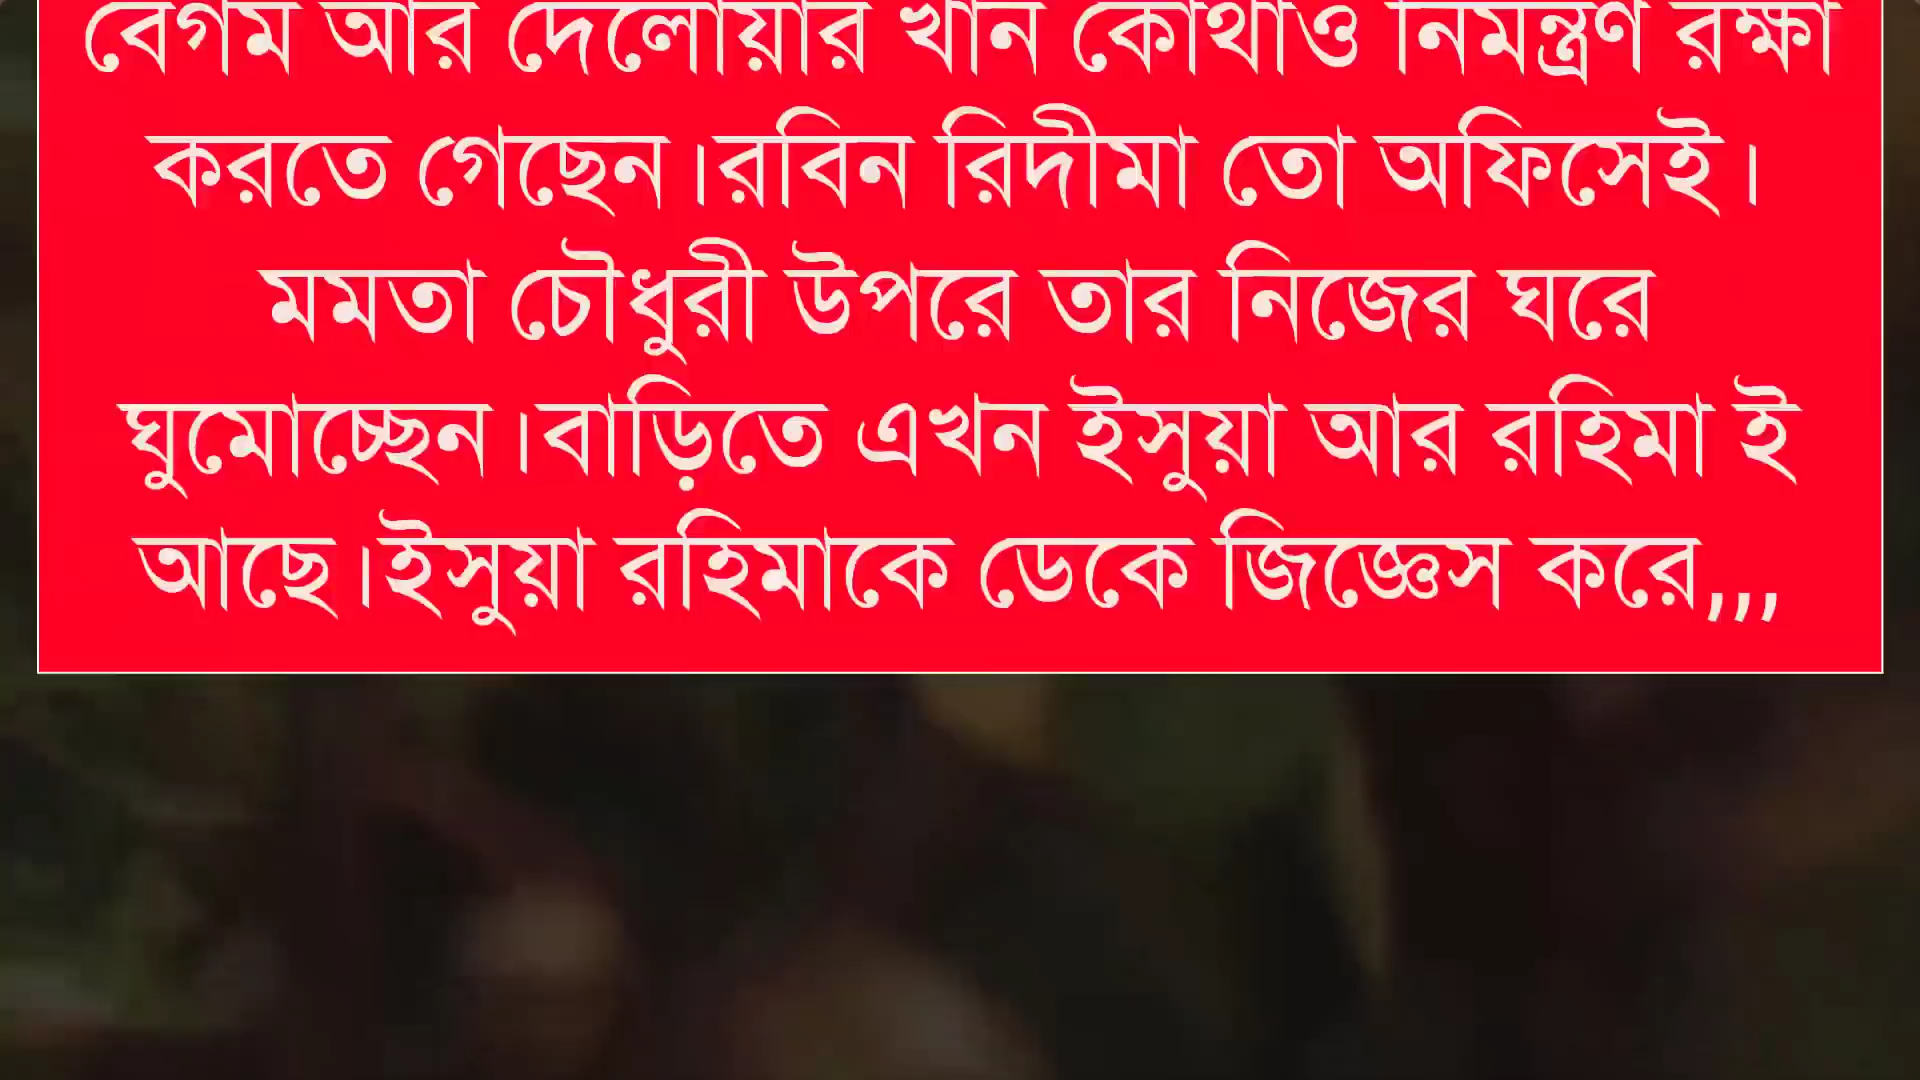 বেগম আর দেলোয়ার খান কোথাও নিমন্ত্রণ রক্ষা
করতে গেছেন।রবিন রিদীমা তো অফিসেই।
মমতা চৌধুরী উপরে তার নিজের ঘরে
ঘুমোচ্ছেন।বাড়িতে এখন ইসুয়া আর রহিমা ই
আছে।ইসুয়া রহিমাকে ডেকে জিজ্ঞেস করে,,,